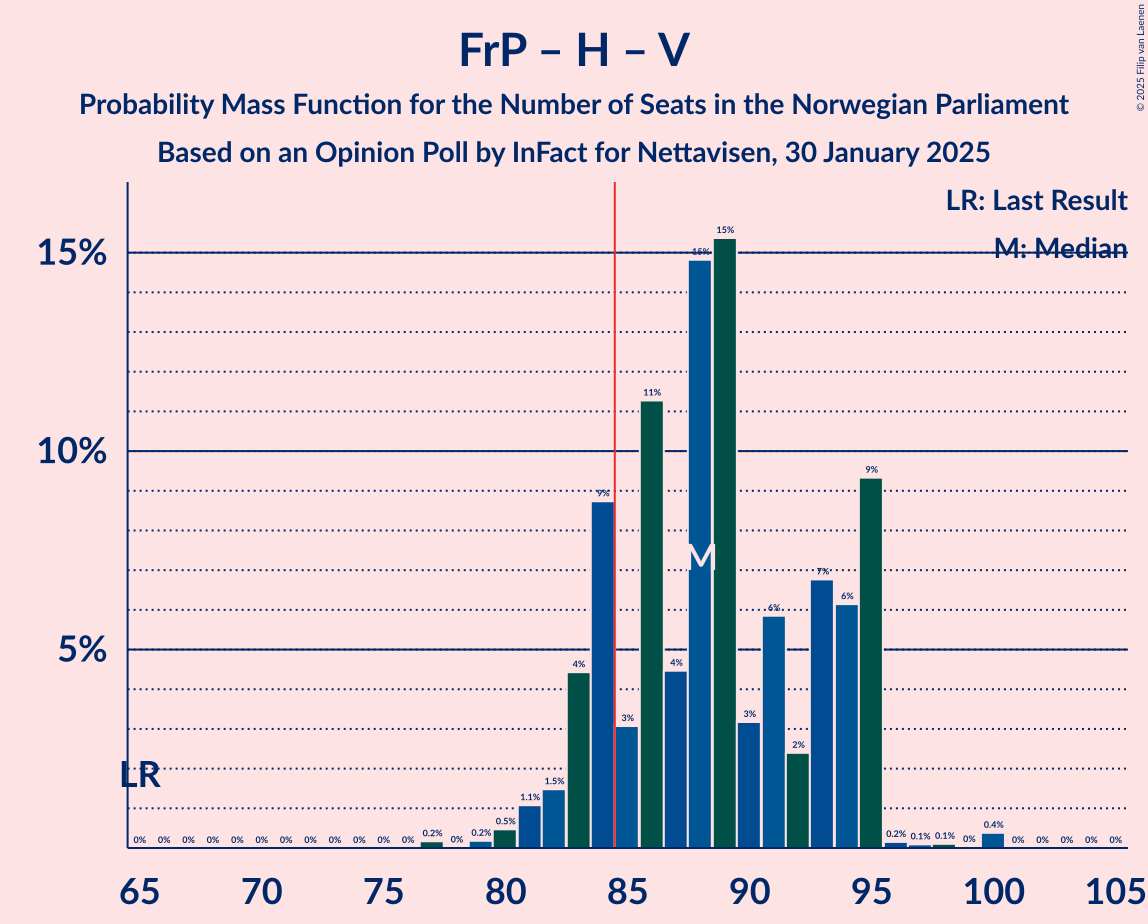 FrP – H – V
Probability Mass Function for the Number of Seats in the Norwegian Parliament
Based on an Opinion Poll by InFact for Nettavisen, 30 January 2025
© 2025 Filip van Laenen
LR: Last Result
M: Median
15%
10%
5%
LR
M
0% 0% 0% 0% 0% 0% 0% 0% 0% 0% 0% 0% 0.2% 0% 0.2% 0.5% 1.1% 1.5% 4% 9% 3% 11% 4% 15% 15% 3% 6% 2% 7% 6% 9% 0.2% 0.1% 0.1% 0% 0.4% 0% 0% 0% 0% 0%
65 70 75 80 85 90 95 100 105